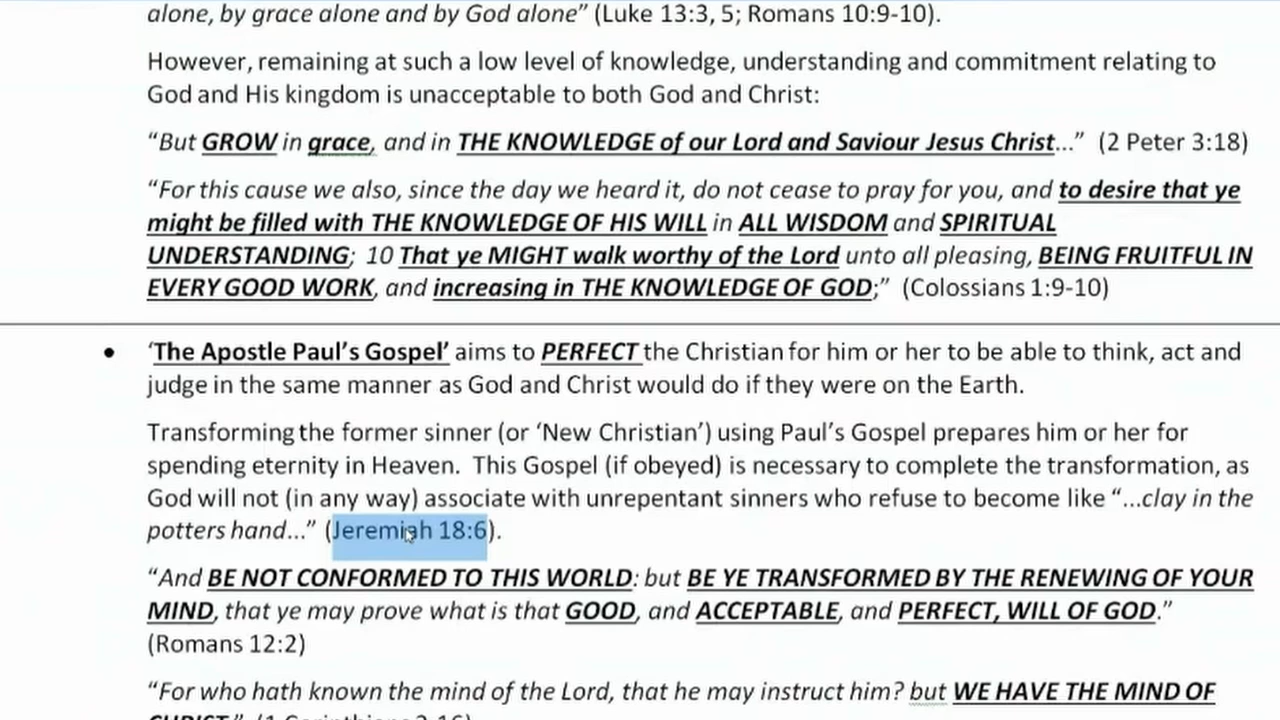 alone, by grace alone and by God alone” (Luke 13:3, 5; Romans 10:9-10).
However, remaining at such a low level of knowledge, understanding and commitment relating to
God and His kingdom is unacceptable to both God and Christ:
“But GROW in grace, and in THE KNOWLEDGE of our Lord and Saviour Jesus Christ…” (2 Peter 3:18)
“For this cause we also, since the day we heard it, do not cease to pray for you, and to desire that ye
might be filled with THE KNOWLEDGE OF HIS WILL in ALL WISDOM and SPIRITUAL
UNDERSTANDING; 10 That ye MIGHT walk worthy of the Lord unto all pleasing, BEING FRUITFUL IN
EVERY GOOD WORK, and increasing in THE KNOWLEDGE OF GOD;” (Colossians 1:9-10)
• ‘The Apostle Paul’s Gospel’ aims to PERFECT the Christian for him or her to be able to think, act and
judge in the same manner as God and Christ would do if they were on the Earth.
Transforming the former sinner (or ‘New Christian’) using Paul’s Gospel prepares him or her for
spending eternity in Heaven. This Gospel (if obeyed) is necessary to complete the transformation, as
God will not (in any way) associate with unrepentant sinners who refuse to become like “…clay in the
potters hand…” (Jeremiah 18:6).
“And BE NOT CONFORMED TO THIS WORLD: but BE YE TRANSFORMED BY THE RENEWING OF YOUR
MIND, that ye may prove what is that GOOD, and ACCEPTABLE, and PERFECT, WILL OF GOD.”
(Romans 12:2)
“For who hath known the mind of the Lord, that he may instruct him? but WE HAVE THE MIND OF